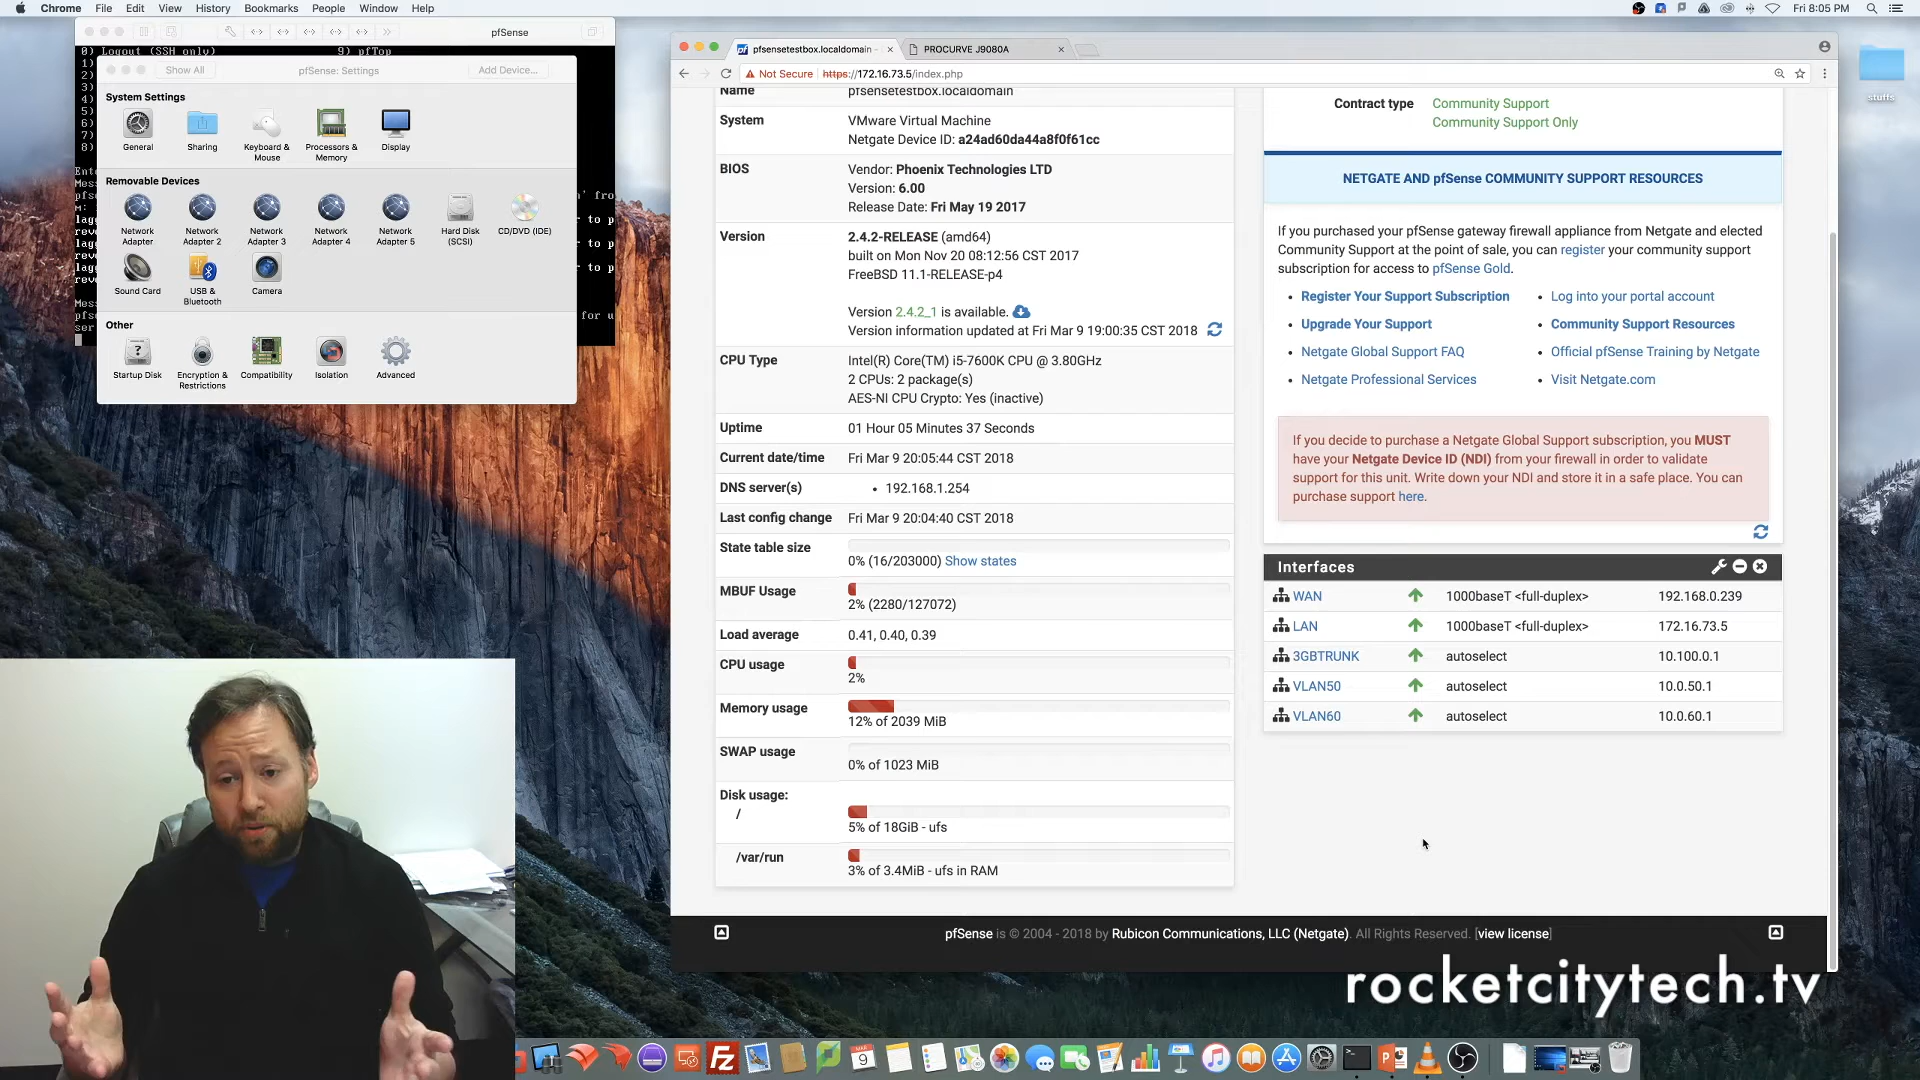 Chrome File Edit View History Bookmarks People Window Help
Fri 8:05 PM
pfSense
0) Logout (SSH only) 9) pfTop
1)
2)
3)
4)
5)
6)
7)
8)
Show All pfSense: Settings Add Device...
System Settings
General Sharing Keyboard & Mouse Processors & Memory Display
Removable Devices
Network Adapter Network Adapter 2 Network Adapter 3 Network Adapter 4 Network Adapter 5 Hard Disk (SCSI) CD/DVD (IDE)
Sound Card USB & Bluetooth Camera
Other
Startup Disk Encryption & Restrictions Compatibility Isolation Advanced
pfsensetestbox.localdomain - PROCURVE J9080A
Not Secure https://172.16.73.5/index.php
stuffs
Name pfsensetestbox.localdomain
System VMware Virtual Machine
Netgate Device ID: a24ad60da44a8f0f61cc
BIOS Vendor: Phoenix Technologies LTD
Version: 6.00
Release Date: Fri May 19 2017
Version 2.4.2-RELEASE (amd64)
built on Mon Nov 20 08:12:56 CST 2017
FreeBSD 11.1-RELEASE-p4
Version 2.4.2_1 is available.
Version information updated at Fri Mar 9 19:00:35 CST 2018
CPU Type Intel(R) Core(TM) i5-7600K CPU @ 3.80GHz
2 CPUs: 2 package(s)
AES-NI CPU Crypto: Yes (inactive)
Uptime 01 Hour 05 Minutes 37 Seconds
Current date/time Fri Mar 9 20:05:44 CST 2018
DNS server(s) • 192.168.1.254
Last config change Fri Mar 9 20:04:40 CST 2018
State table size
0% (16/203000) Show states
MBUF Usage
2% (2280/127072)
Load average 0.41, 0.40, 0.39
CPU usage
2%
Memory usage
12% of 2039 MiB
SWAP usage
0% of 1023 MiB
Disk usage:
/
5% of 18GiB - ufs
/var/run
3% of 3.4MiB - ufs in RAM
Contract type Community Support
Community Support Only
NETGATE AND pfSense COMMUNITY SUPPORT RESOURCES
If you purchased your pfSense gateway firewall appliance from Netgate and elected
Community Support at the point of sale, you can register your community support
subscription for access to pfSense Gold.
• Register Your Support Subscription • Log into your portal account
• Upgrade Your Support • Community Support Resources
• Netgate Global Support FAQ • Official pfSense Training by Netgate
• Netgate Professional Services • Visit Netgate.com
If you decide to purchase a Netgate Global Support subscription, you MUST
have your Netgate Device ID (NDI) from your firewall in order to validate
support for this unit. Write down your NDI and store it in a safe place. You can
purchase support here.
Interfaces
WAN 1000baseT <full-duplex> 192.168.0.239
LAN 1000baseT <full-duplex> 172.16.73.5
3GBTRUNK autoselect 10.100.0.1
VLAN50 autoselect 10.0.50.1
VLAN60 autoselect 10.0.60.1
pfSense is © 2004 - 2018 by Rubicon Communications, LLC (Netgate). All Rights Reserved. [view license]
rocketcitytech.tv
MAR
9
Fz